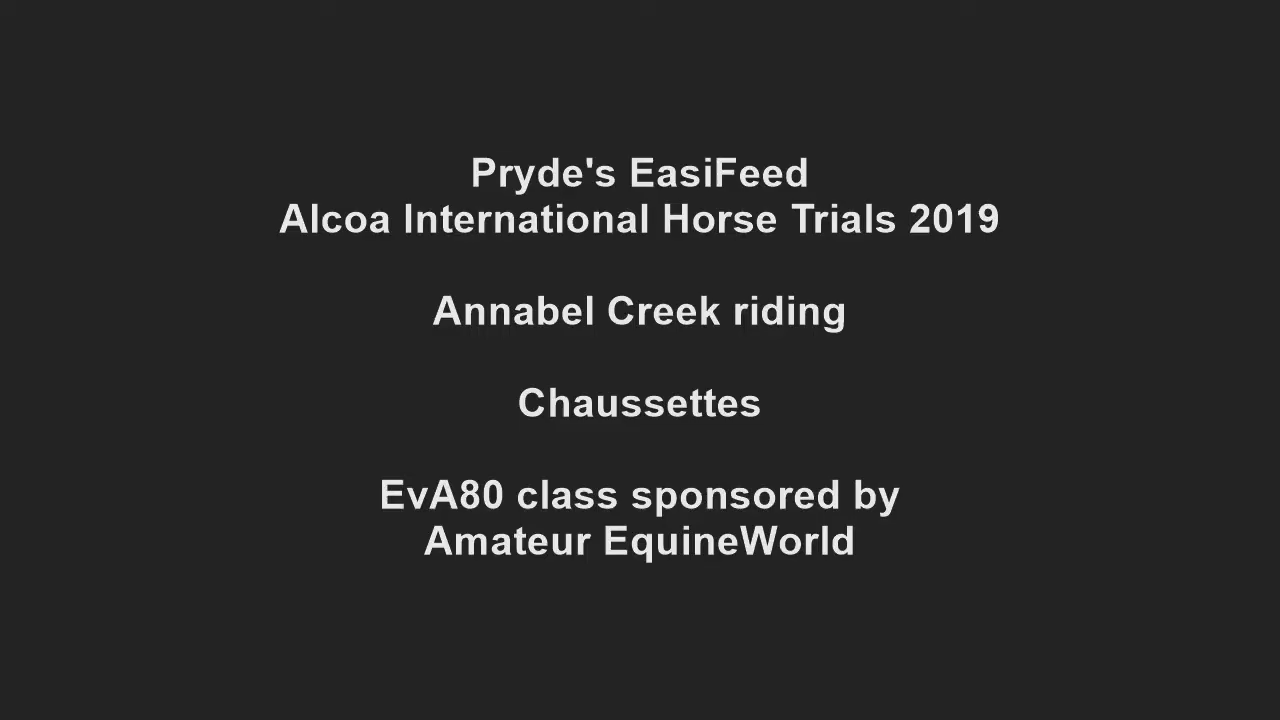 Pryde's EasiFeed
Alcoa International Horse Trials 2019
Annabel Creek riding
Chaussettes
EvA80 class sponsored by
Amateur EquineWorld